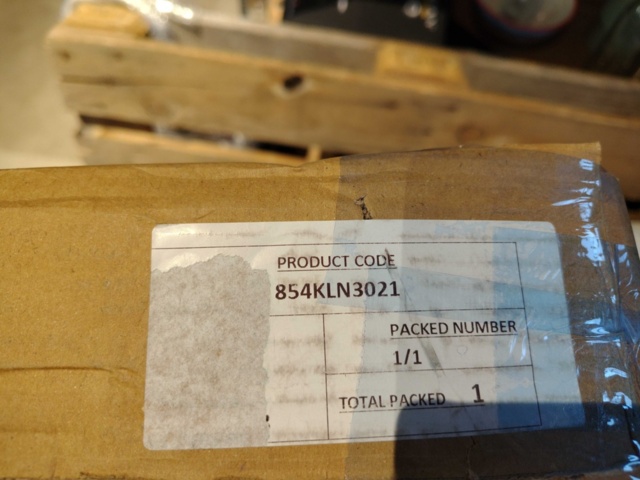 PRODUCT CODE
854KLN3021
PACKED NUMBER
1/1
TOTAL PACKED 1